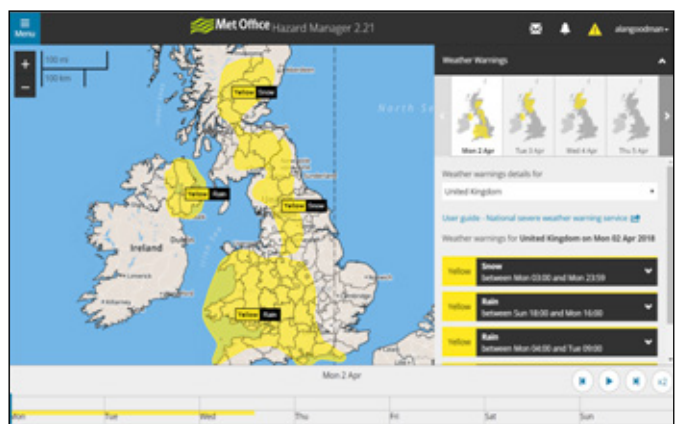 Menu
Met Office Hazard Manager 2.21
alangoodman
+
100 mi
100 km
−
Yellow Snow
North Se
Yellow Rain
Yellow Snow
Ireland
Limerick
Killarney
Norwich
Cambridge
Yellow Rain
Weather Warnings
Mon 2 Apr
Tue 3 Apr
Wed 4 Apr
Thu 5 Apr
Weather warnings details for
United Kingdom
User guide - National severe weather warning service
Weather warnings for United Kingdom on Mon 02 Apr 2018
Yellow
Snow
between Mon 03:00 and Mon 23:59
Yellow
Rain
between Sun 18:00 and Mon 16:00
Yellow
Rain
between Mon 04:00 and Tue 09:00
Mon 2 Apr
x2
Mon
Tue
Wed
Thu
Fri
Sat
Sun